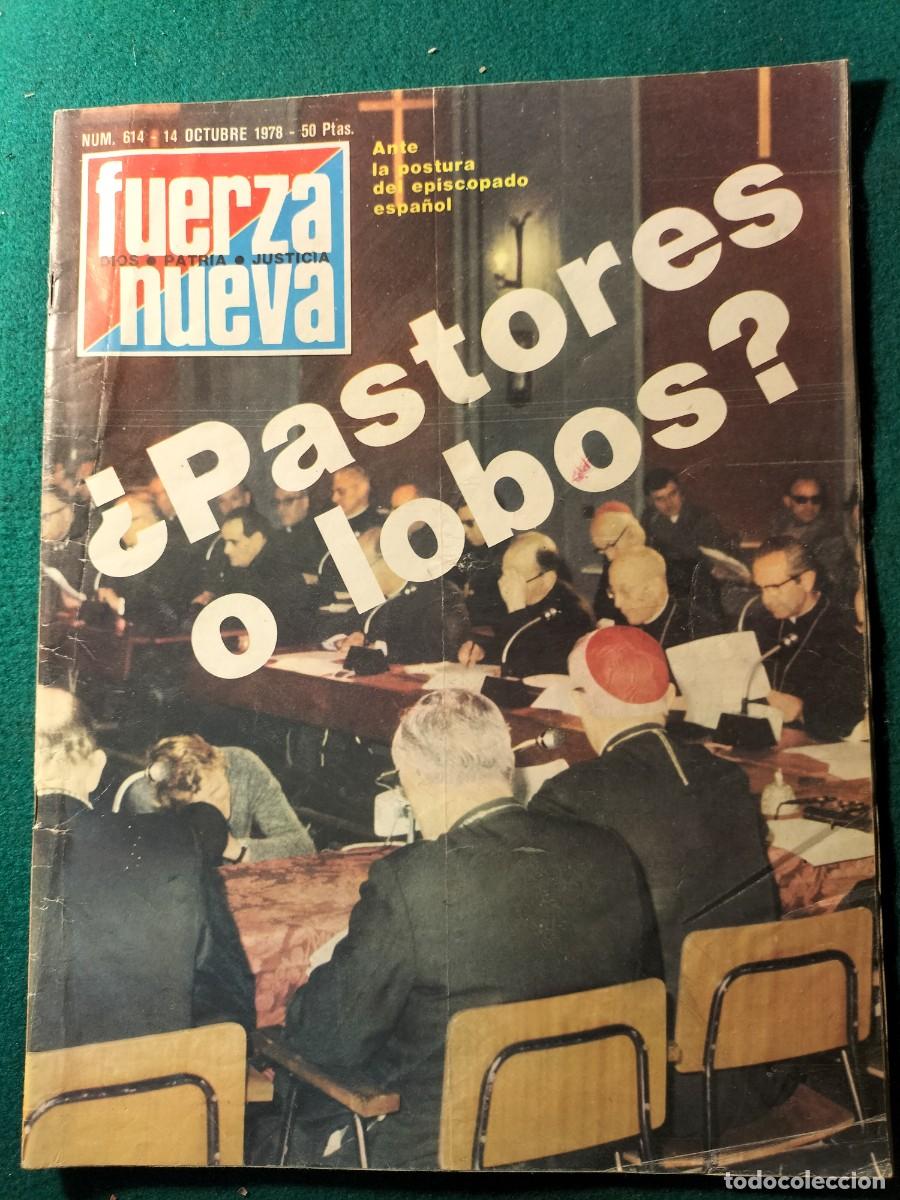 NUM. 614 - 14 OCTUBRE 1978 - 50 Ptas.
fuerza
DIOS • PATRIA • JUSTICIA
nueva
Ante
la postura
del episcopado
español
¿Pastores
o lobos?
todocoleccion